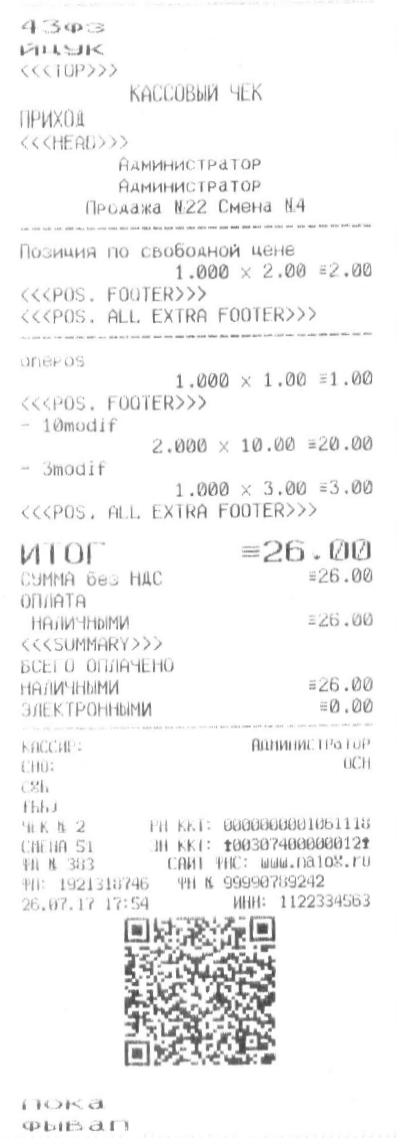 43фз
йцук
<<<TOP>>>
КАССОВЫЙ ЧЕК
ПРИХОД
<<<HEAD>>>
Администратор
Администратор
Продажа №22 Смена №4
Позиция по свободной цене
1.000 × 2.00 ≡2.00
<<<POS. FOOTER>>>
<<<POS. ALL EXTRA FOOTER>>>
onepos
1.000 × 1.00 ≡1.00
<<<POS. FOOTER>>>
- 10modif
2.000 × 10.00 ≡20.00
- 3modif
1.000 × 3.00 ≡3.00
<<<POS. ALL EXTRA FOOTER>>>
ИТОГ ≡26.00
СУММА без НДС ≡26.00
ОПЛАТА
НАЛИЧНЫМИ ≡26.00
<<<SUMMARY>>>
ВСЕГО ОПЛАЧЕНО
НАЛИЧНЫМИ ≡26.00
ЭЛЕКТРОННЫМИ ≡0.00
КАССИР: Администратор
СНО: ОСН
ЧЕК № 2 РН ККТ: 0000000001061118
СМЕНА 51 ЗН ККТ: 00307400000012
ФД № 383 САЙТ ФНС: www.nalog.ru
ФП: 1921318746 ФН № 99990789242
26.07.17 17:54 ИНН: 1122334563
пока
фывап